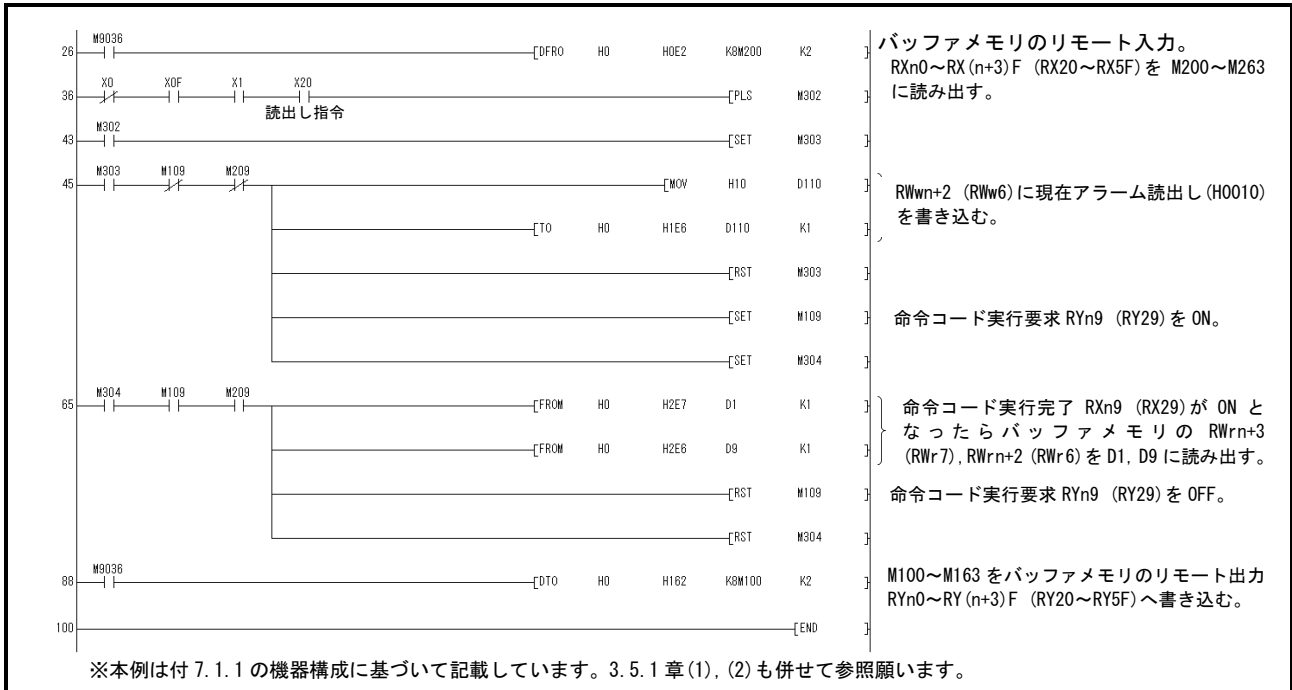 M9036
26 [DFRO H0 H0E2 K8M200 K2 ]
バッファメモリのリモート入力。
RXn0～RX(n+3)F (RX20～RX5F)を M200～M263
に読み出す。
X0 X0F X1 X20
36 [PLS M302 ]
読出し指令
M302
43 [SET M303 ]
M303 M109 M209
45 [MOV H10 D110 ]
RWwn+2 (RWw6)に現在アラーム読出し(H0010)
を書き込む。
[TO H0 H1E6 D110 K1 ]
[RST M303 ]
[SET M109 ]
命令コード実行要求 RYn9 (RY29)を ON。
[SET M304 ]
M304 M109 M209
65 [FROM H0 H2E7 D1 K1 ]
命令コード実行完了 RXn9 (RX29)が ON と
なったらバッファメモリの RWrn+3
(RWr7),RWrn+2 (RWr6)を D1, D9 に読み出す。
[FROM H0 H2E6 D9 K1 ]
[RST M109 ]
命令コード実行要求 RYn9 (RY29)を OFF。
[RST M304 ]
M9036
88 [DTO H0 H162 K8M100 K2 ]
M100～M163 をバッファメモリのリモート出力
RYn0～RY(n+3)F (RY20～RY5F)へ書き込む。
100 [END ]
※本例は付 7.1.1 の機器構成に基づいて記載しています。3.5.1 章(1),(2)も併せて参照願います。